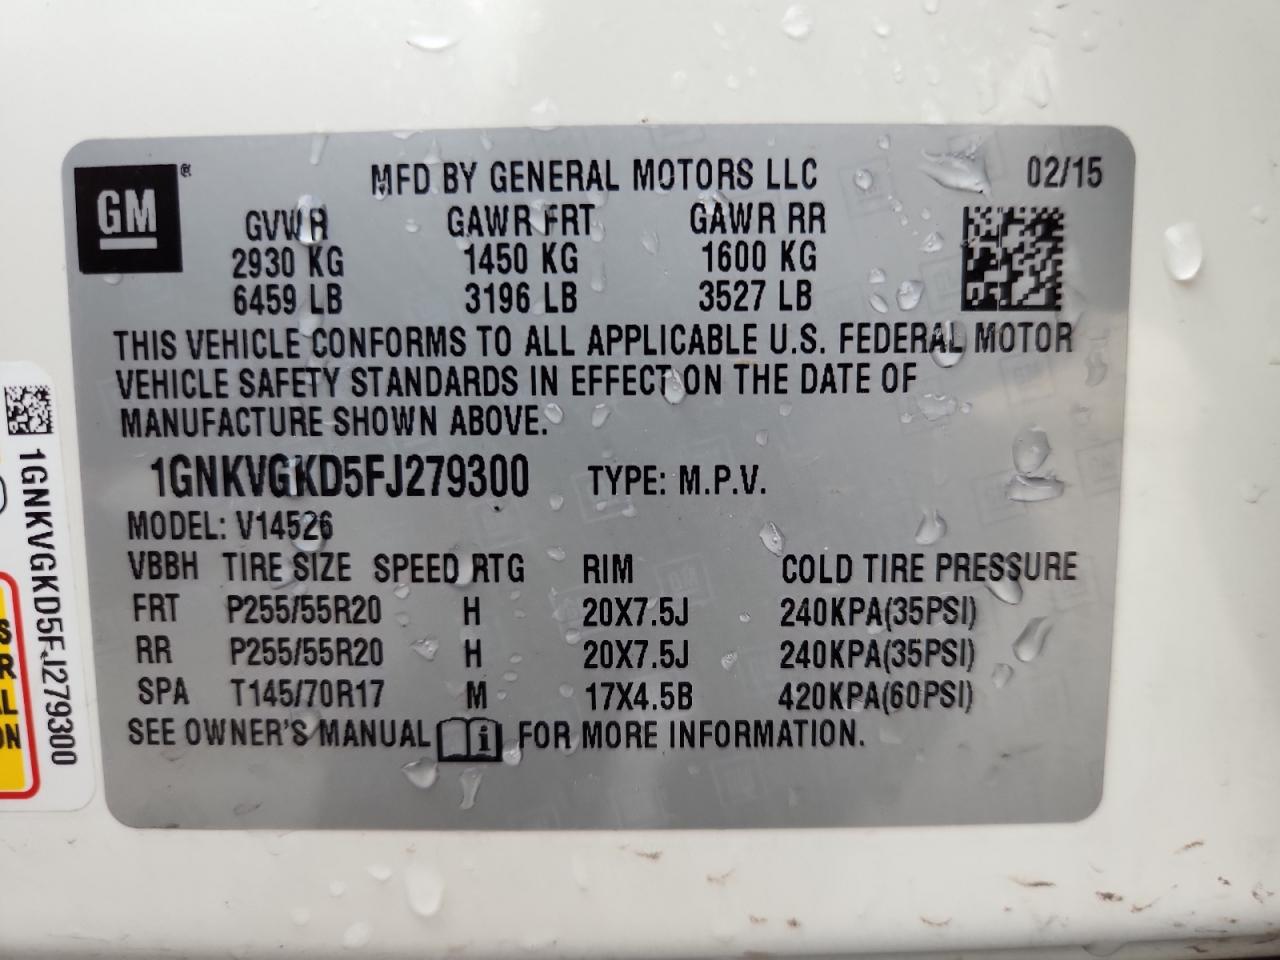 GM ®
MFD BY GENERAL MOTORS LLC 02/15
GVWR GAWR FRT GAWR RR
2930 KG 1450 KG 1600 KG
6459 LB 3196 LB 3527 LB
THIS VEHICLE CONFORMS TO ALL APPLICABLE U.S. FEDERAL MOTOR
VEHICLE SAFETY STANDARDS IN EFFECT ON THE DATE OF
MANUFACTURE SHOWN ABOVE.
1GNKVGKD5FJ279300 TYPE: M.P.V.
MODEL: V14526
VBBH TIRE SIZE SPEED RTG RIM COLD TIRE PRESSURE
FRT P255/55R20 H 20X7.5J 240KPA(35PSI)
RR P255/55R20 H 20X7.5J 240KPA(35PSI)
SPA T145/70R17 M 17X4.5B 420KPA(60PSI)
SEE OWNER'S MANUAL i FOR MORE INFORMATION.
1GNKVGKD5FJ279300